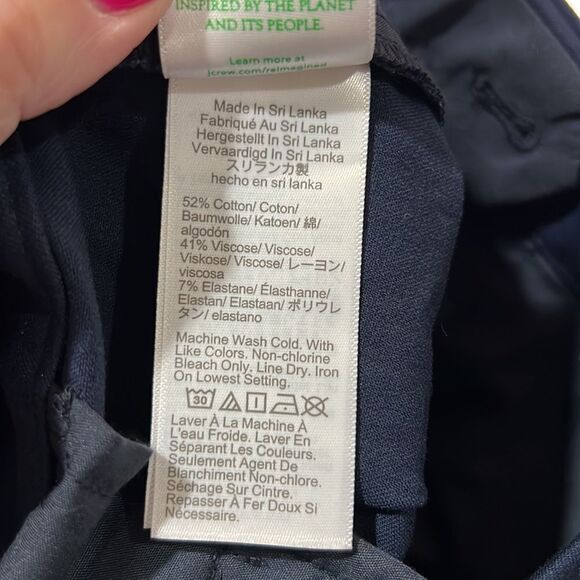 INSPIRED BY THE PLANET
AND ITS PEOPLE.
Learn more at
jcrew.com/reimagined
Made In Sri Lanka
Fabriqué Au Sri Lanka
Hergestellt In Sri Lanka
Vervaardigd In Sri Lanka
スリランカ製
hecho en sri lanka
52% Cotton/ Coton/
Baumwolle/ Katoen/ 綿/
algodón
41% Viscose/ Viscose/
Viskose/ Viscose/ レーヨン/
viscosa
7% Elastane/ Élasthanne/
Elastan/ Elastaan/ ポリウレ
タン/ elastano
Machine Wash Cold. With
Like Colors. Non-chlorine
Bleach Only. Line Dry. Iron
On Lowest Setting.
30
Laver À La Machine À
L'eau Froide. Laver En
Séparant Les Couleurs.
Seulement Agent De
Blanchiment Non-chlore.
Séchage Sur Cintre.
Repasser À Fer Doux Si
Nécessaire.